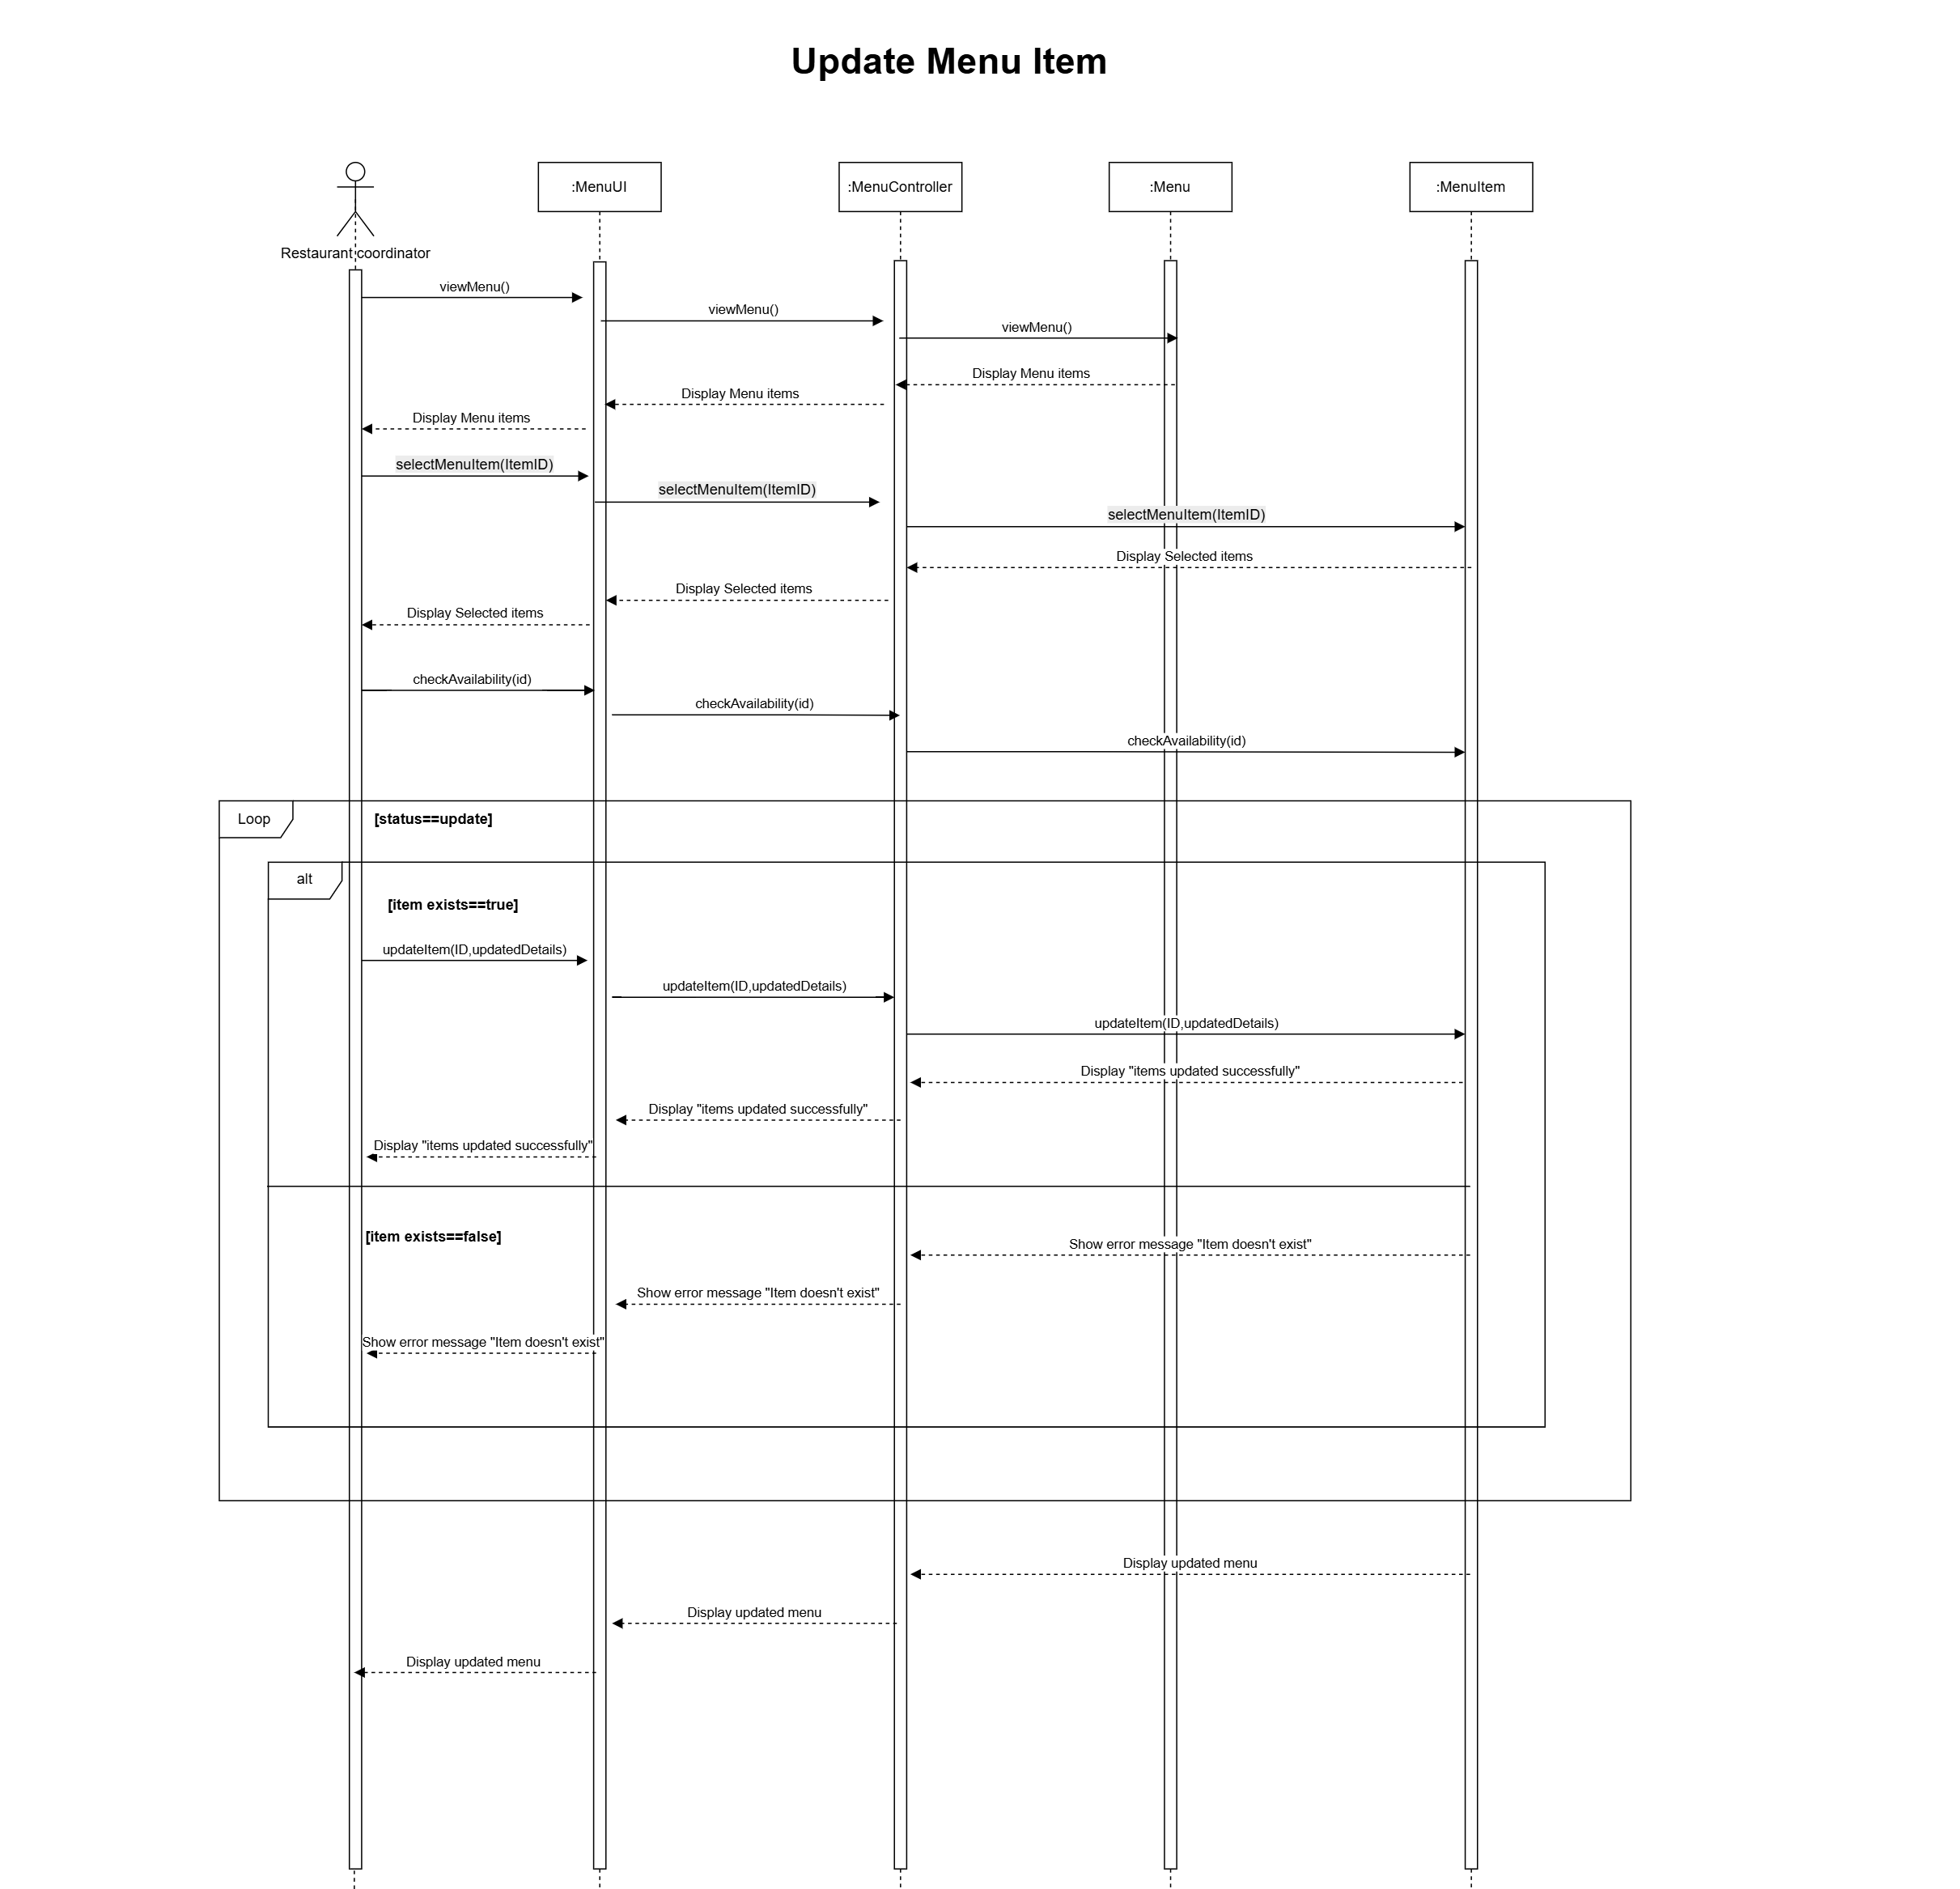 Update Menu Item
:MenuUI
:MenuController
:Menu
:MenuItem
Restaurant coordinator
viewMenu()
viewMenu()
viewMenu()
Display Menu items
Display Menu items
Display Menu items
selectMenuItem(ItemID)
selectMenuItem(ItemID)
selectMenuItem(ItemID)
Display Selected items
Display Selected items
Display Selected items
checkAvailability(id)
checkAvailability(id)
checkAvailability(id)
Loop
[status==update]
alt
[item exists==true]
updateItem(ID,updatedDetails)
updateItem(ID,updatedDetails)
updateItem(ID,updatedDetails)
Display "items updated successfully"
Display "items updated successfully"
Display "items updated successfully"
[item exists==false]
Show error message "Item doesn't exist"
Show error message "Item doesn't exist"
Show error message "Item doesn't exist"
Display updated menu
Display updated menu
Display updated menu